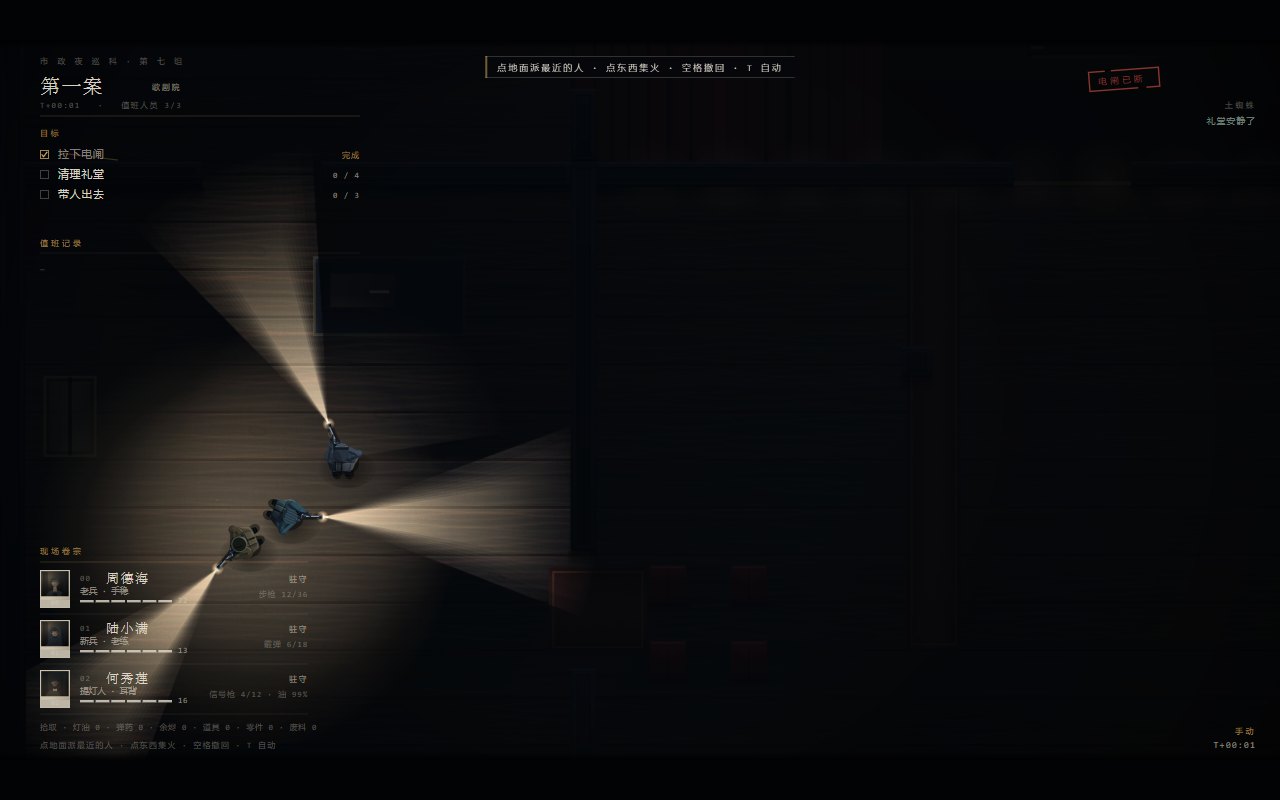 市政夜巡科 · 第七组
第一案 歌剧院
T+00:01 · 值班人员 3/3
目标
拉下电闸 完成
清理礼堂 0 / 4
带人出去 0 / 3
值班记录
—
点地面派最近的人 · 点东西集火 · 空格撤回 · T 自动
电闸已断
土蜘蛛
礼堂安静了
现场卷宗
00 周德海 驻守
老兵 · 手稳 步枪 12/36
01 陆小满 驻守
新兵 · 老练 霰弹 6/18
13
02 何秀莲 驻守
提灯人 · 耳背 信号枪 4/12 · 油 99%
16
拾取 · 灯油 0 · 弹药 0 · 余烬 0 · 道具 0 · 零件 0 · 废料 0
点地面派最近的人 · 点东西集火 · 空格撤回 · T 自动
手动
T+00:01